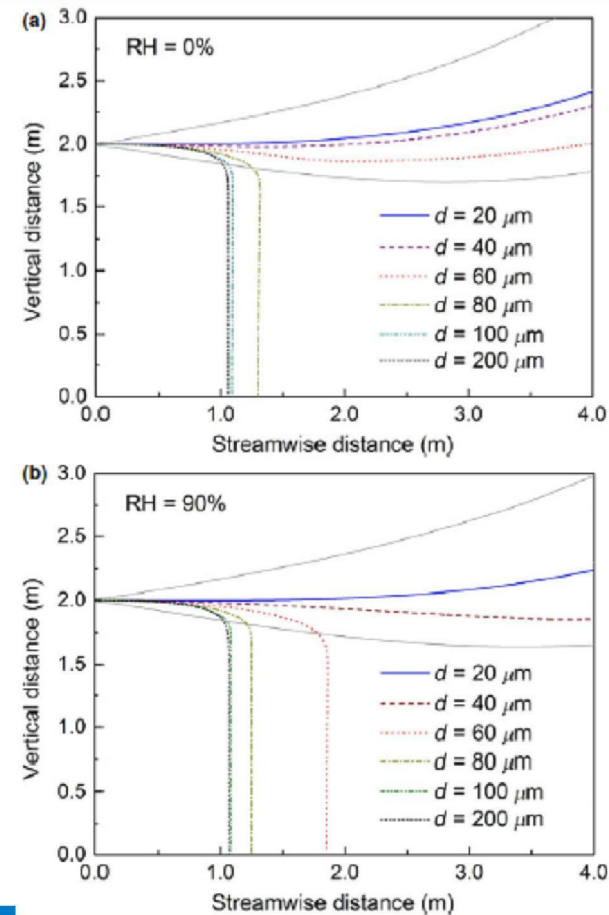 (a)
RH = 0%
3.0
2.5
2.0
1.5
1.0
0.5
0.0
Vertical distance (m)
d = 20 μm
d = 40 μm
d = 60 μm
d = 80 μm
d = 100 μm
d = 200 μm
0.0 1.0 2.0 3.0 4.0
Streamwise distance (m)
(b)
RH = 90%
3.0
2.5
2.0
1.5
1.0
0.5
0.0
Vertical distance (m)
d = 20 μm
d = 40 μm
d = 60 μm
d = 80 μm
d = 100 μm
d = 200 μm
0.0 1.0 2.0 3.0 4.0
Streamwise distance (m)